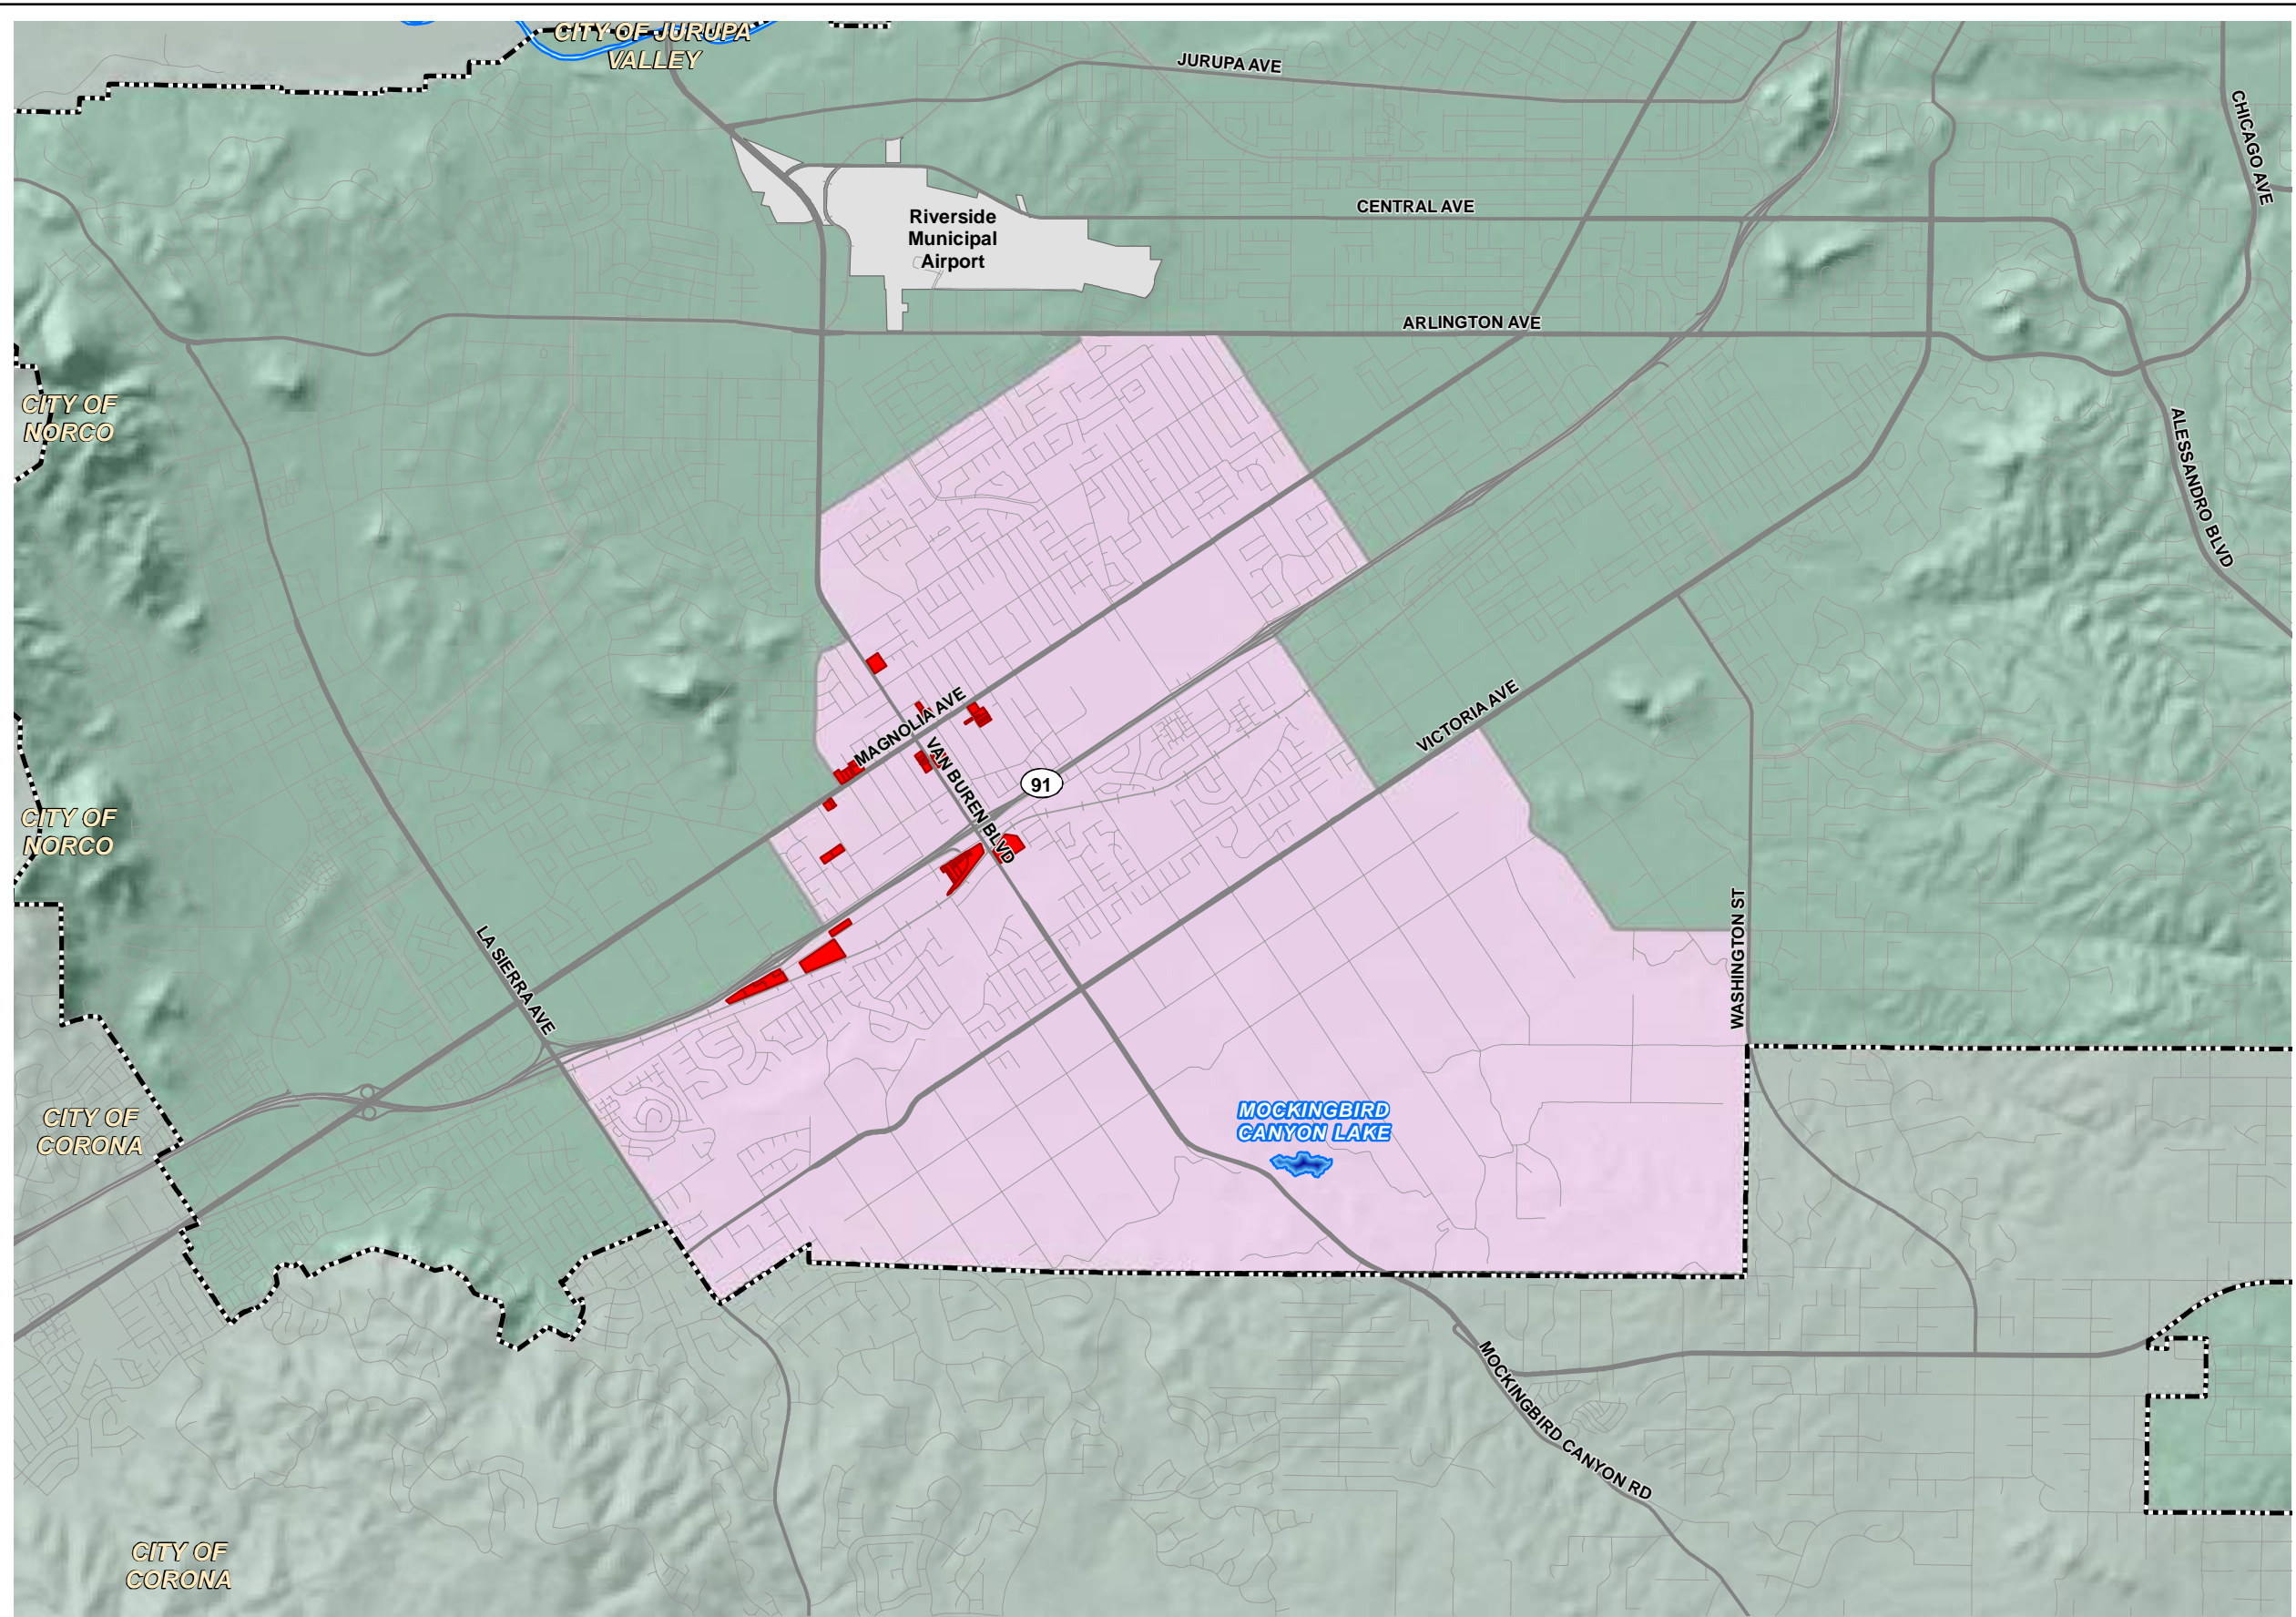 CITY OF JURUPA
VALLEY
JURUPA AVE
CHICAGO AVE
CENTRAL AVE
Riverside
Municipal
Airport
ARLINGTON AVE
CITY OF
NORCO
ALESSANDRO BLVD
MAGNOLIA AVE
VICTORIA AVE
VAN BUREN BLVD
91
CITY OF
NORCO
WASHINGTON ST
LA SIERRA AVE
CITY OF
CORONA
MOCKINGBIRD
CANYON LAKE
MOCKINGBIRD CANYON RD
CITY OF
CORONA